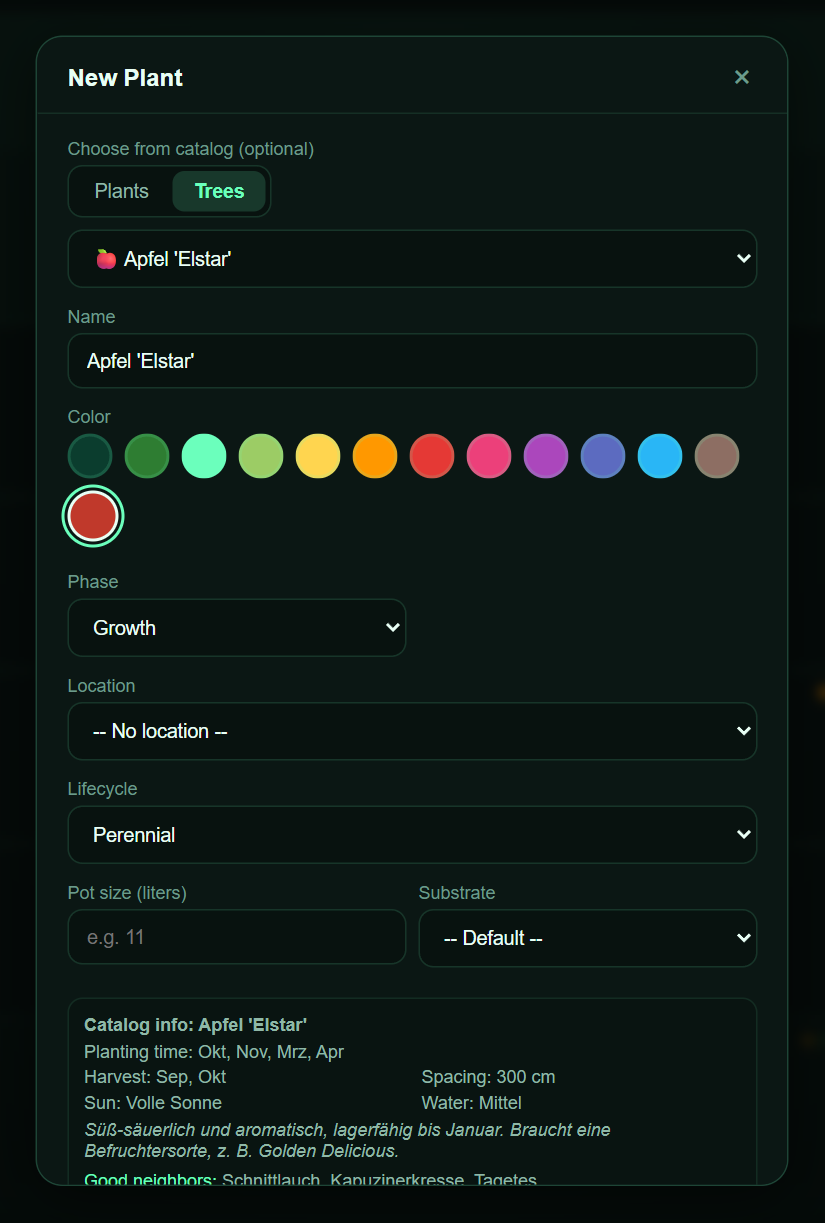 New Plant
×
Choose from catalog (optional)
Plants Trees
🍎 Apfel 'Elstar'
Name
Apfel 'Elstar'
Color
Phase
Growth
Location
-- No location --
Lifecycle
Perennial
Pot size (liters) Substrate
e.g. 11 -- Default --
Catalog info: Apfel 'Elstar'
Planting time: Okt, Nov, Mrz, Apr
Harvest: Sep, Okt Spacing: 300 cm
Sun: Volle Sonne Water: Mittel
Süß-säuerlich und aromatisch, lagerfähig bis Januar. Braucht eine
Befruchtersorte, z. B. Golden Delicious.
Good neighbors: Schnittlauch, Kapuzinerkresse, Tagetes